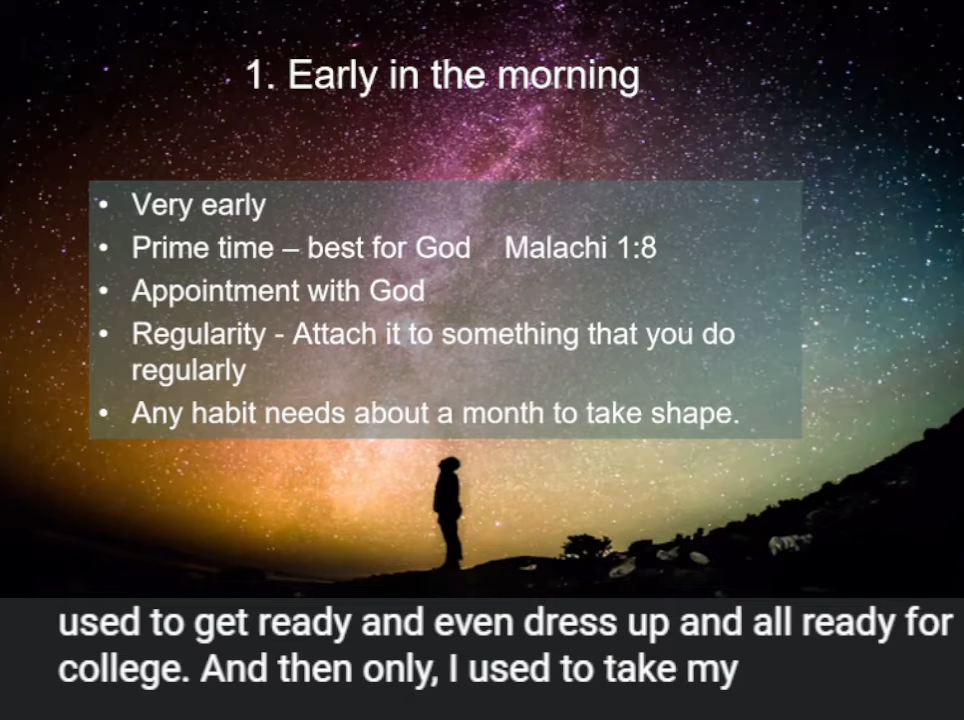 1. Early in the morning
• Very early
• Prime time – best for God Malachi 1:8
• Appointment with God
• Regularity - Attach it to something that you do
regularly
• Any habit needs about a month to take shape.
used to get ready and even dress up and all ready for
college. And then only, I used to take my